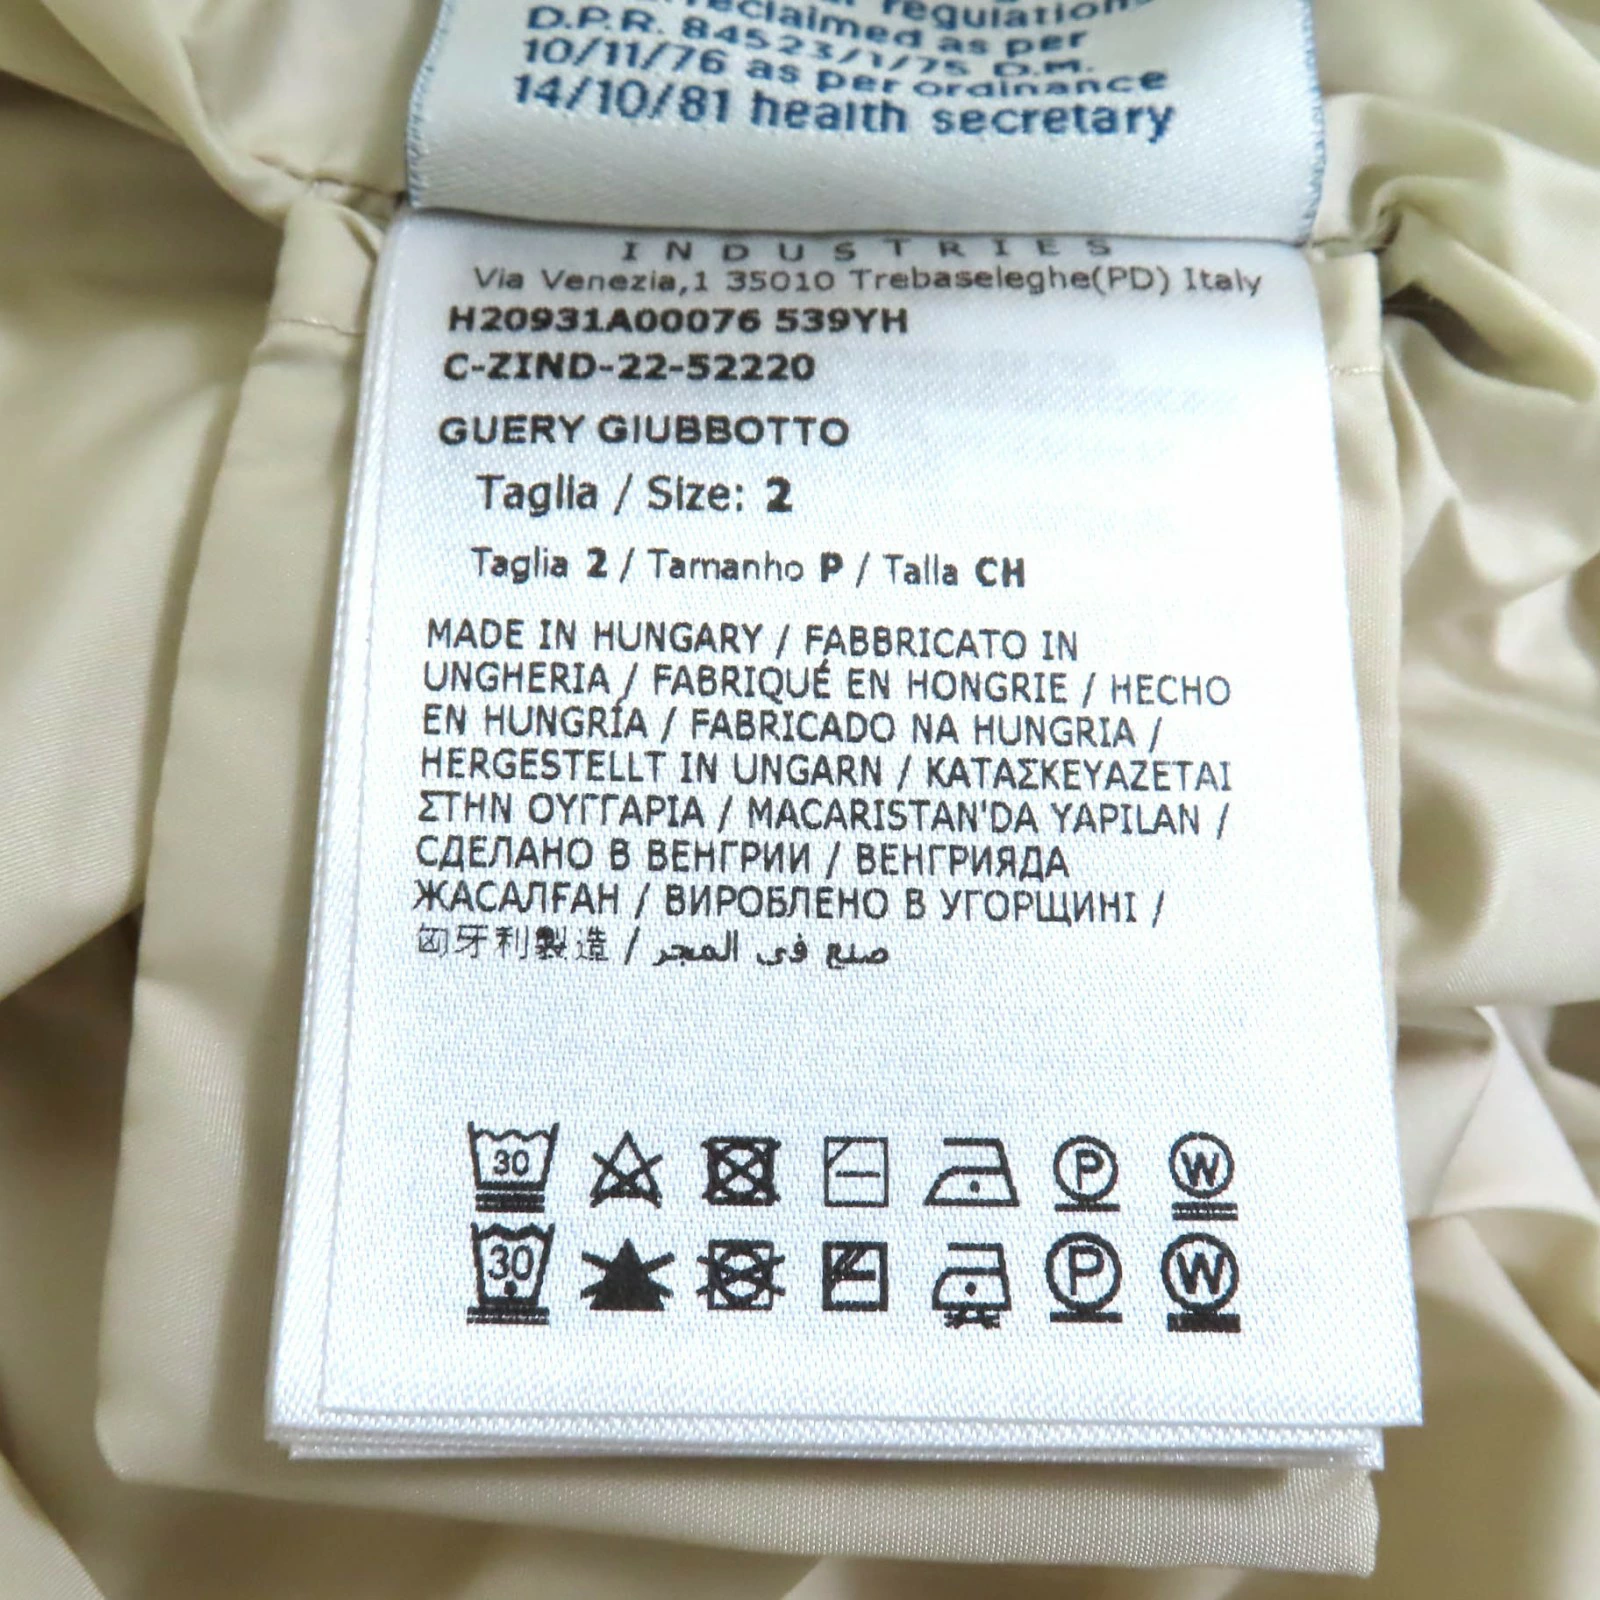 regulations
reclaimed as per
D.P.R. 84523/1/75 D.M.
10/11/76 as per ordinance
14/10/81 health secretary
INDUSTRIES
Via Venezia,1 35010 Trebaseleghe(PD) Italy
H20931A00076 539YH
C-ZIND-22-52220
GUERY GIUBBOTTO
Taglia / Size: 2
Taglia 2 / Tamanho P / Talla CH
MADE IN HUNGARY / FABBRICATO IN
UNGHERIA / FABRIQUÉ EN HONGRIE / HECHO
EN HUNGRÍA / FABRICADO NA HUNGRIA /
HERGESTELLT IN UNGARN / ΚΑΤΑΣΚΕΥΑΖΕΤΑΙ
ΣΤΗΝ ΟΥΓΓΑΡΙΑ / MACARISTAN'DA YAPILAN /
СДЕЛАНО В ВЕНГРИИ / ВЕНГРИЯДА
ЖАСАЛҒАН / ВИРОБЛЕНО В УГОРЩИНІ /
匈牙利製造 / صنع في المجر
30 P W
30 P W